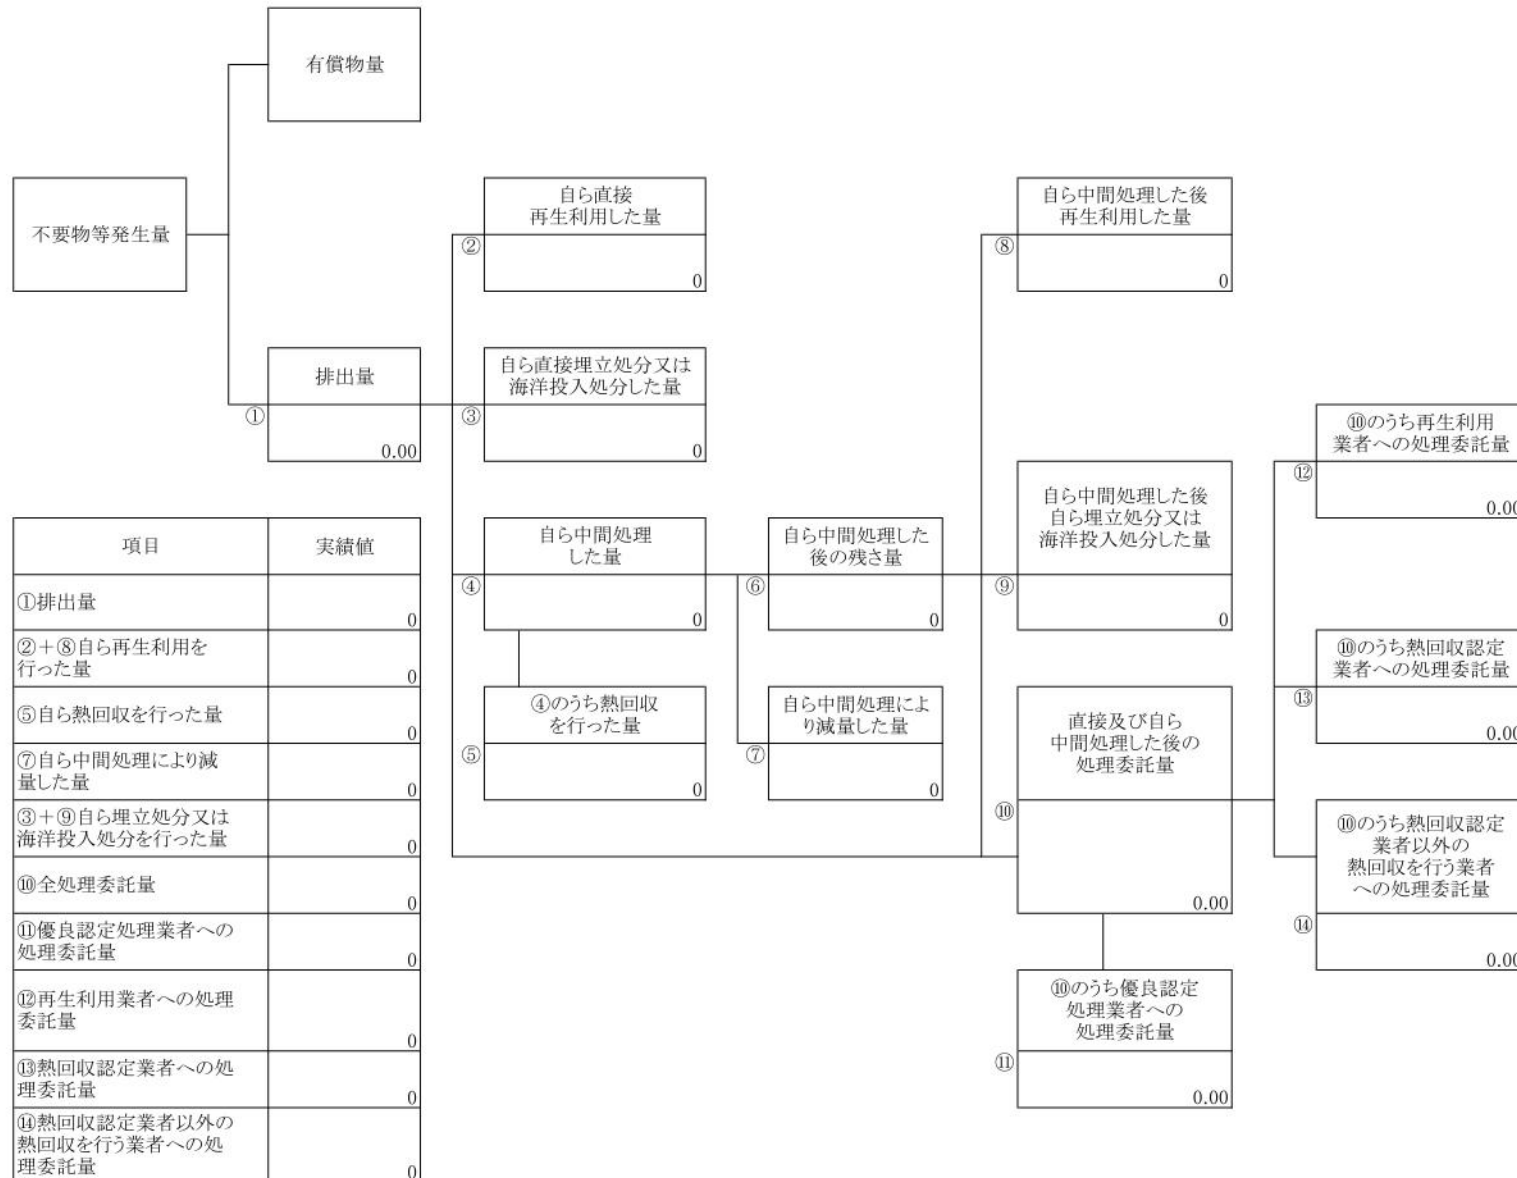 有償物量
不要物等発生量
自ら直接
再生利用した量
②
0
自ら中間処理した後
再生利用した量
⑧
0
排出量
①
0.00
自ら直接埋立処分又は
海洋投入処分した量
③
0
⑩のうち再生利用
業者への処理委託量
⑫
0.00
自ら中間処理した後
自ら埋立処分又は
海洋投入処分した量
⑨
0
自ら中間処理
した量
④
0
自ら中間処理した
後の残さ量
⑥
0
⑩のうち熱回収認定
業者への処理委託量
⑬
0.00
④のうち熱回収
を行った量
⑤
0
自ら中間処理によ
り減量した量
⑦
0
直接及び自ら
中間処理した後の
処理委託量
⑩
0.00
⑩のうち熱回収認定
業者以外の
熱回収を行う業者
への処理委託量
⑭
0.00
⑩のうち優良認定
処理業者への
処理委託量
⑪
0.00
項目 実績値
①排出量
0
②+⑧自ら再生利用を
行った量
0
⑤自ら熱回収を行った量
0
⑦自ら中間処理により減
量した量
0
③+⑨自ら埋立処分又は
海洋投入処分を行った量
0
⑩全処理委託量
0
⑪優良認定処理業者への
処理委託量
0
⑫再生利用業者への処理
委託量
0
⑬熱回収認定業者への処
理委託量
0
⑭熱回収認定業者以外の
熱回収を行う業者への処
理委託量
0